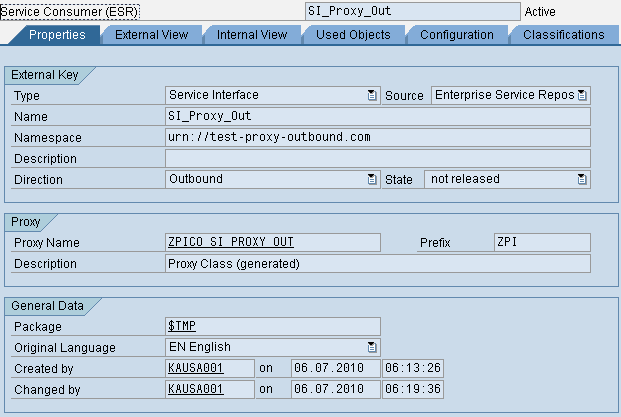 Service Consumer (ESR) SI_Proxy_Out Active
Properties External View Internal View Used Objects Configuration Classifications
External Key
Type Service Interface Source Enterprise Service Repos
Name SI_Proxy_Out
Namespace urn://test-proxy-outbound.com
Description
Direction Outbound State not released
Proxy
Proxy Name ZPICO_SI_PROXY_OUT Prefix ZPI
Description Proxy Class (generated)
General Data
Package $TMP
Original Language EN English
Created by KAUSA001 on 06.07.2010 06:13:26
Changed by KAUSA001 on 06.07.2010 06:19:36